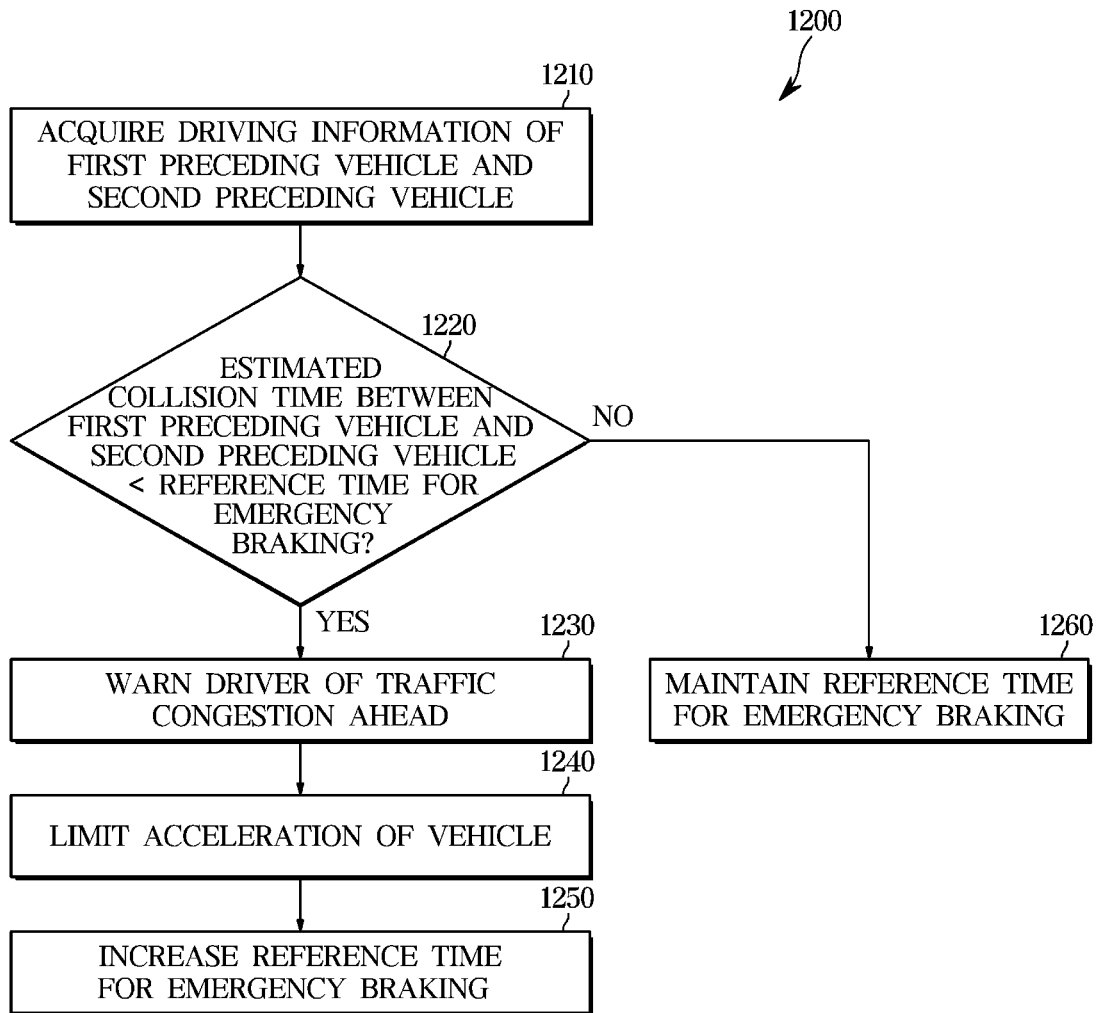 1200
1210
ACQUIRE DRIVING INFORMATION OF
FIRST PRECEDING VEHICLE AND
SECOND PRECEDING VEHICLE
1220
ESTIMATED
COLLISION TIME BETWEEN
FIRST PRECEDING VEHICLE AND
SECOND PRECEDING VEHICLE
< REFERENCE TIME FOR
EMERGENCY
BRAKING?
NO
YES
1230
WARN DRIVER OF TRAFFIC
CONGESTION AHEAD
1260
MAINTAIN REFERENCE TIME
FOR EMERGENCY BRAKING
1240
LIMIT ACCELERATION OF VEHICLE
1250
INCREASE REFERENCE TIME
FOR EMERGENCY BRAKING